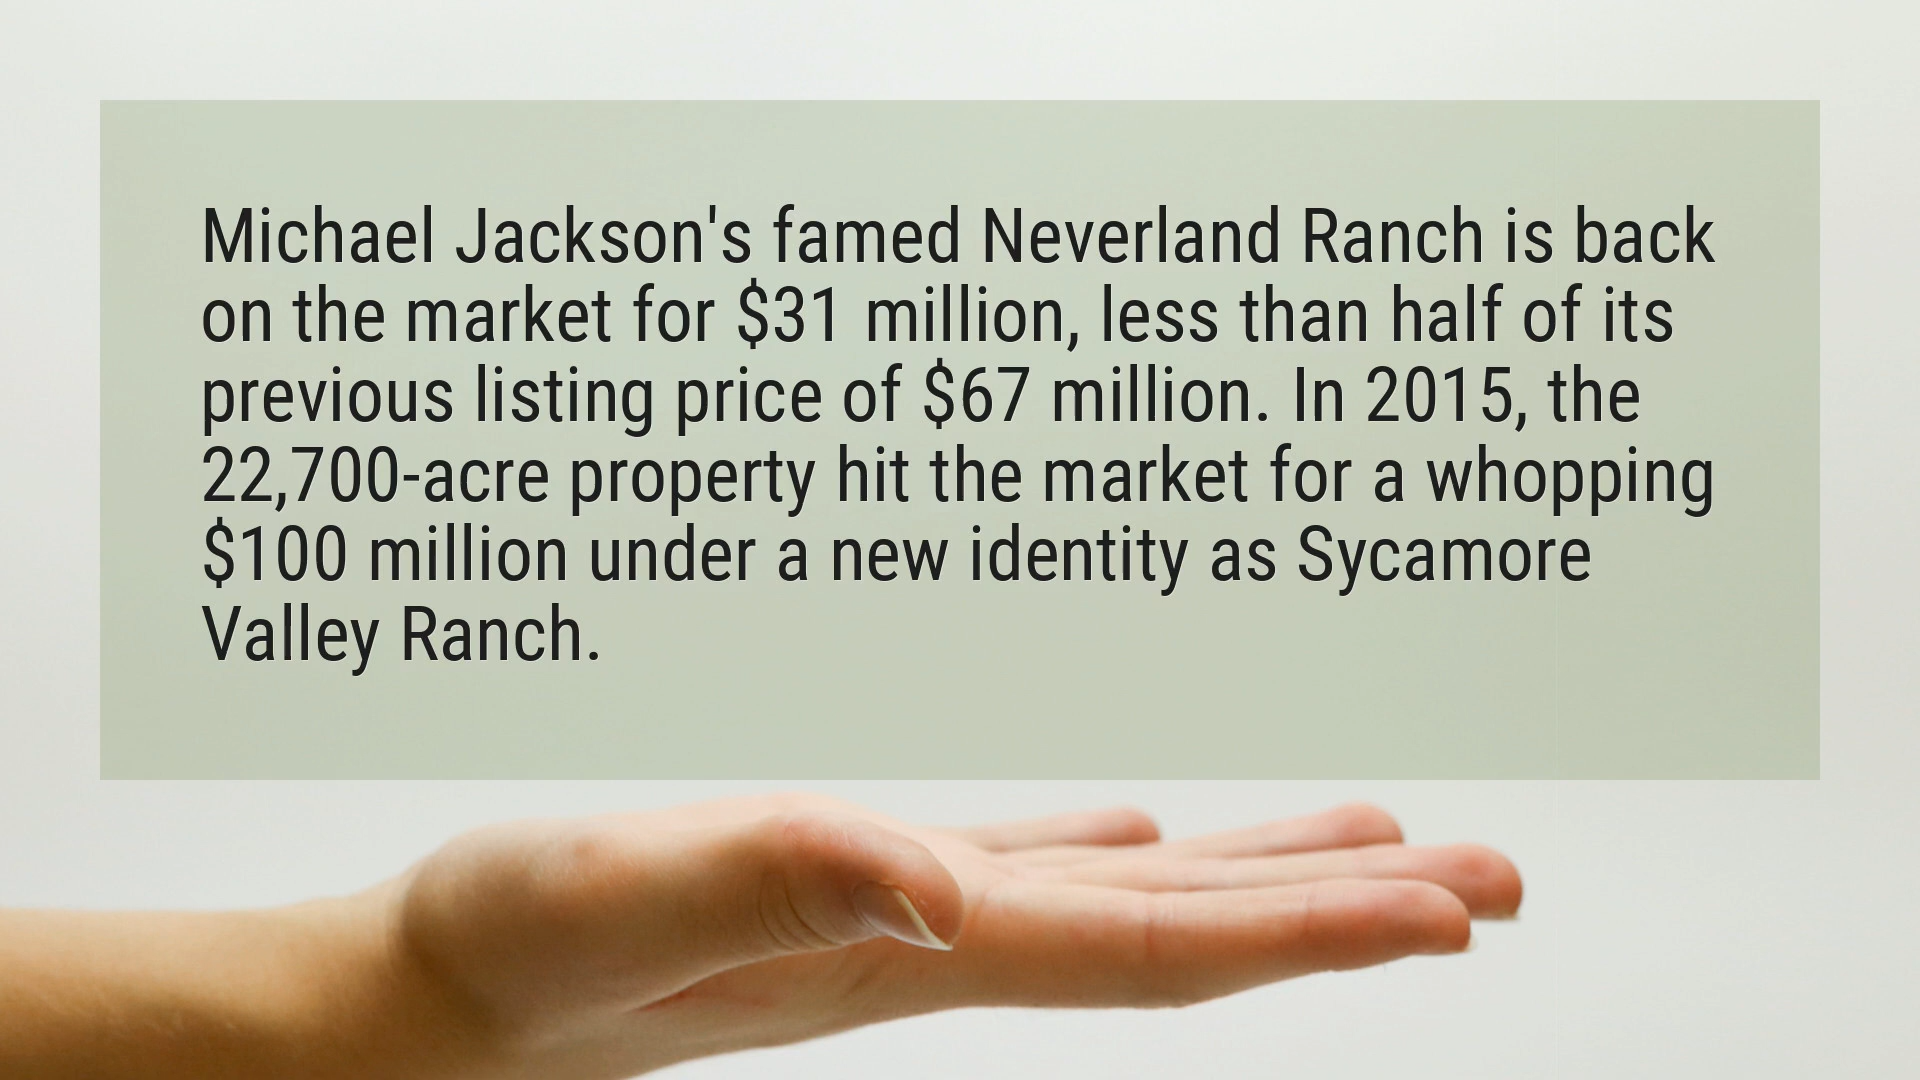 Michael Jackson's famed Neverland Ranch is back
on the market for $31 million, less than half of its
previous listing price of $67 million. In 2015, the
22,700-acre property hit the market for a whopping
$100 million under a new identity as Sycamore
Valley Ranch.